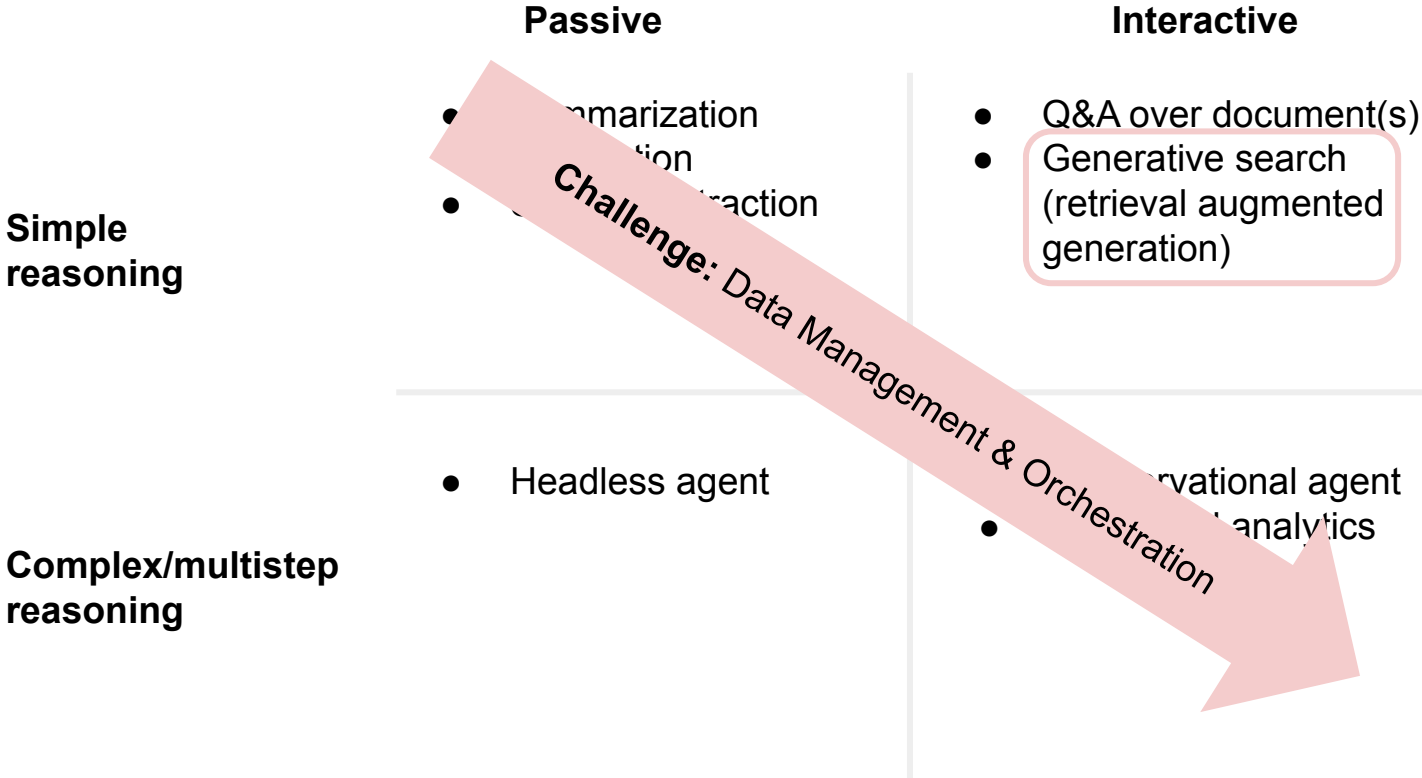 Passive
Interactive
Simple
reasoning
● mmarization
tion
● raction
● Q&A over document(s)
● Generative search
(retrieval augmented
generation)
Challenge: Data Management & Orchestration
Complex/multistep
reasoning
● Headless agent
rvational agent
● analytics